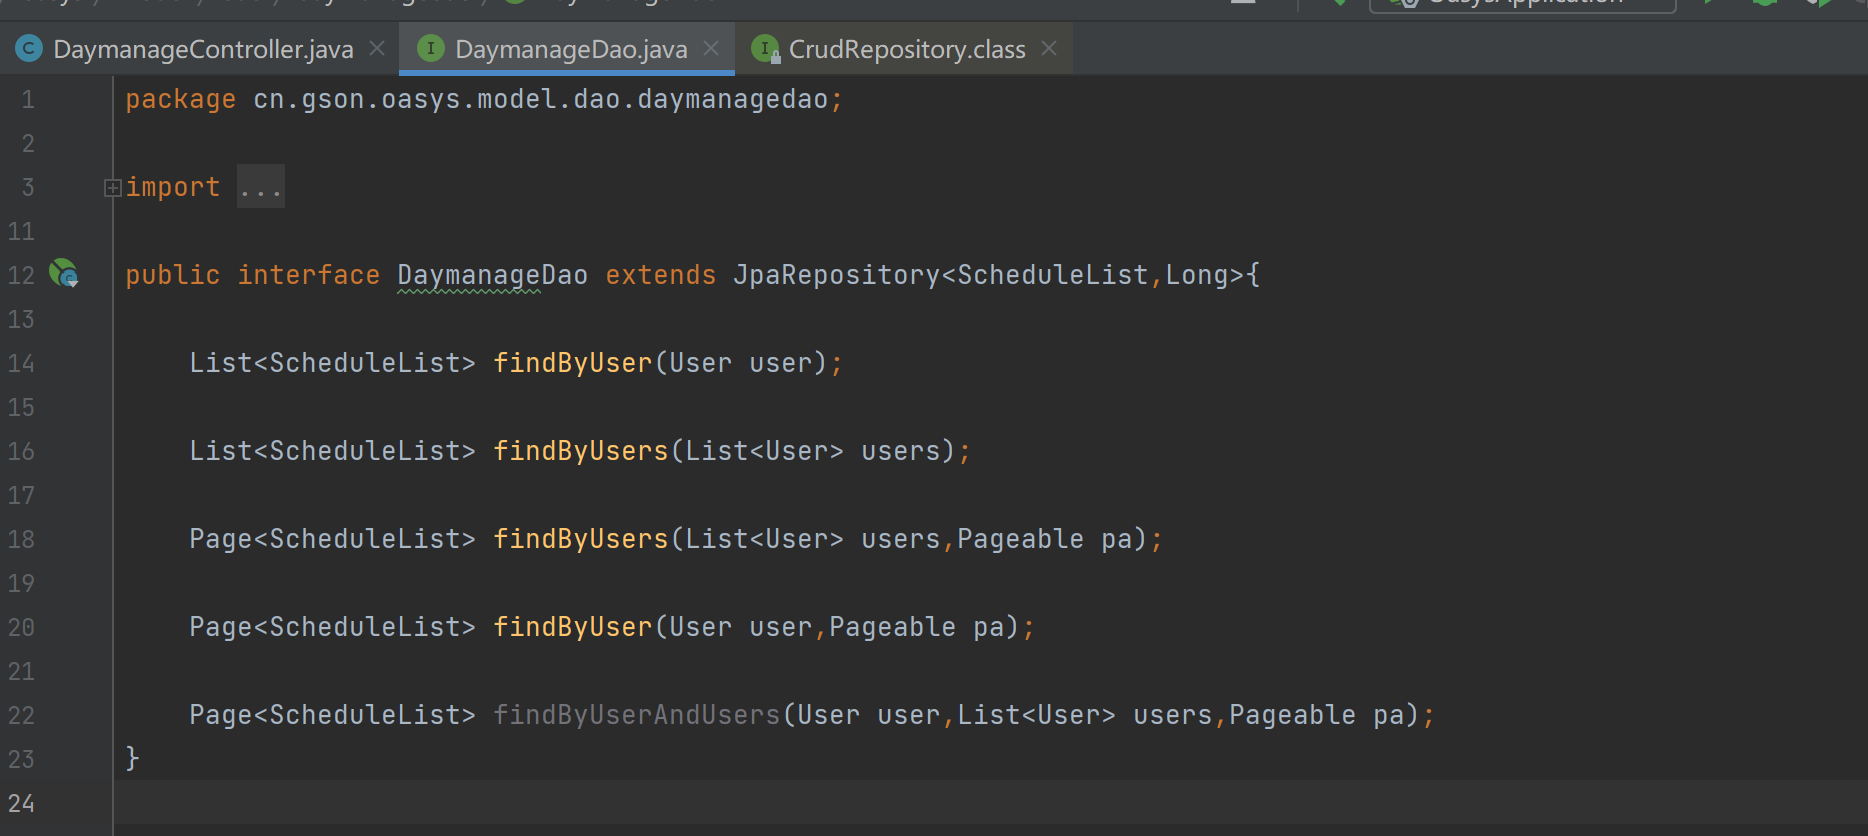 DaymanageController.java DaymanageDao.java CrudRepository.class
1 package cn.gson.oasys.model.dao.daymanagedao;
2
3 import ...
11
12 public interface DaymanageDao extends JpaRepository<ScheduleList,Long>{
13
14 List<ScheduleList> findByUser(User user);
15
16 List<ScheduleList> findByUsers(List<User> users);
17
18 Page<ScheduleList> findByUsers(List<User> users,Pageable pa);
19
20 Page<ScheduleList> findByUser(User user,Pageable pa);
21
22 Page<ScheduleList> findByUserAndUsers(User user,List<User> users,Pageable pa);
23 }
24